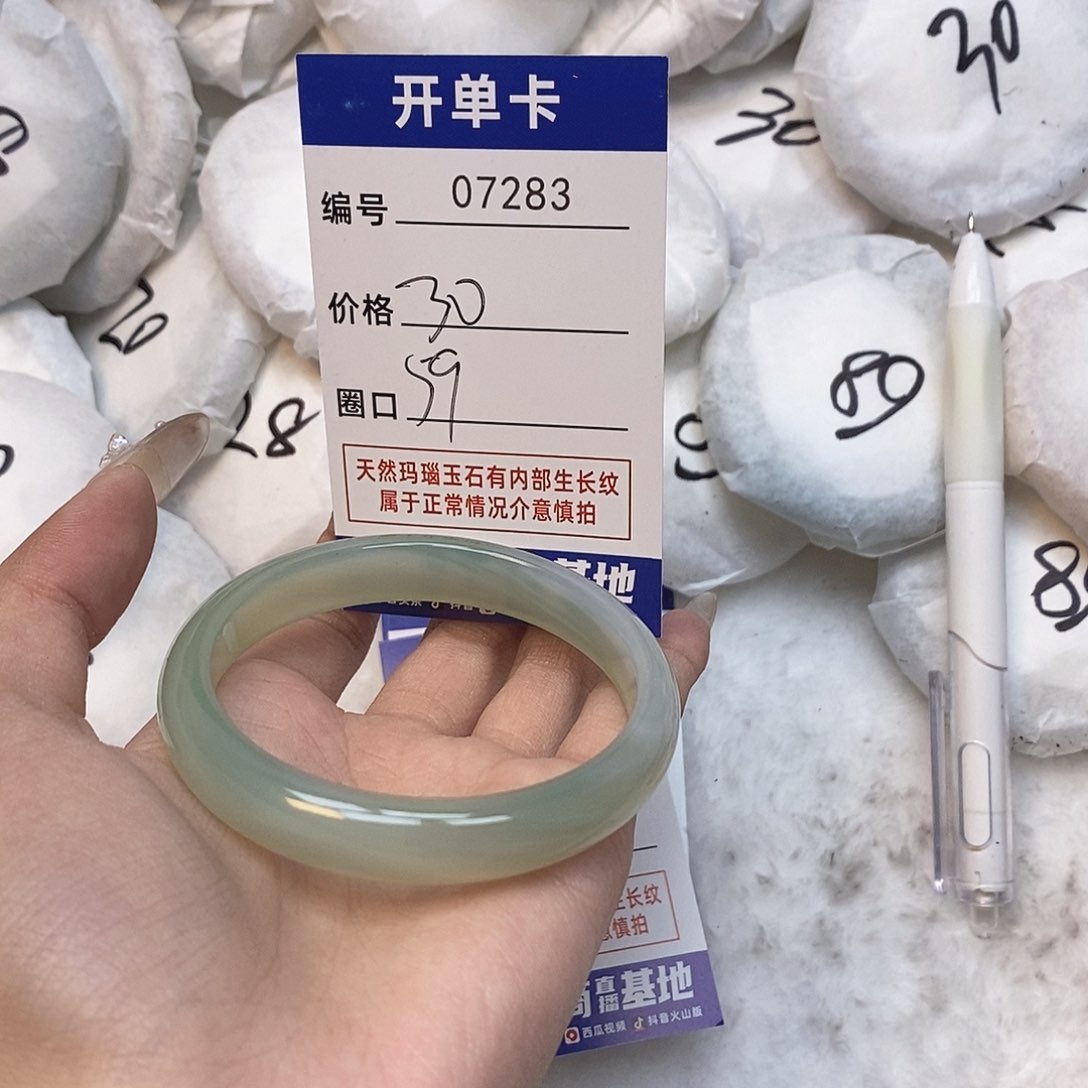 开单卡
编号 07283
价格 30
圈口 59
天然玛瑙玉石有内部生长纹
属于正常情况介意慎拍
基地
30
30
89
28
生长纹
慎拍
直播基地
西瓜视频 抖音火山版